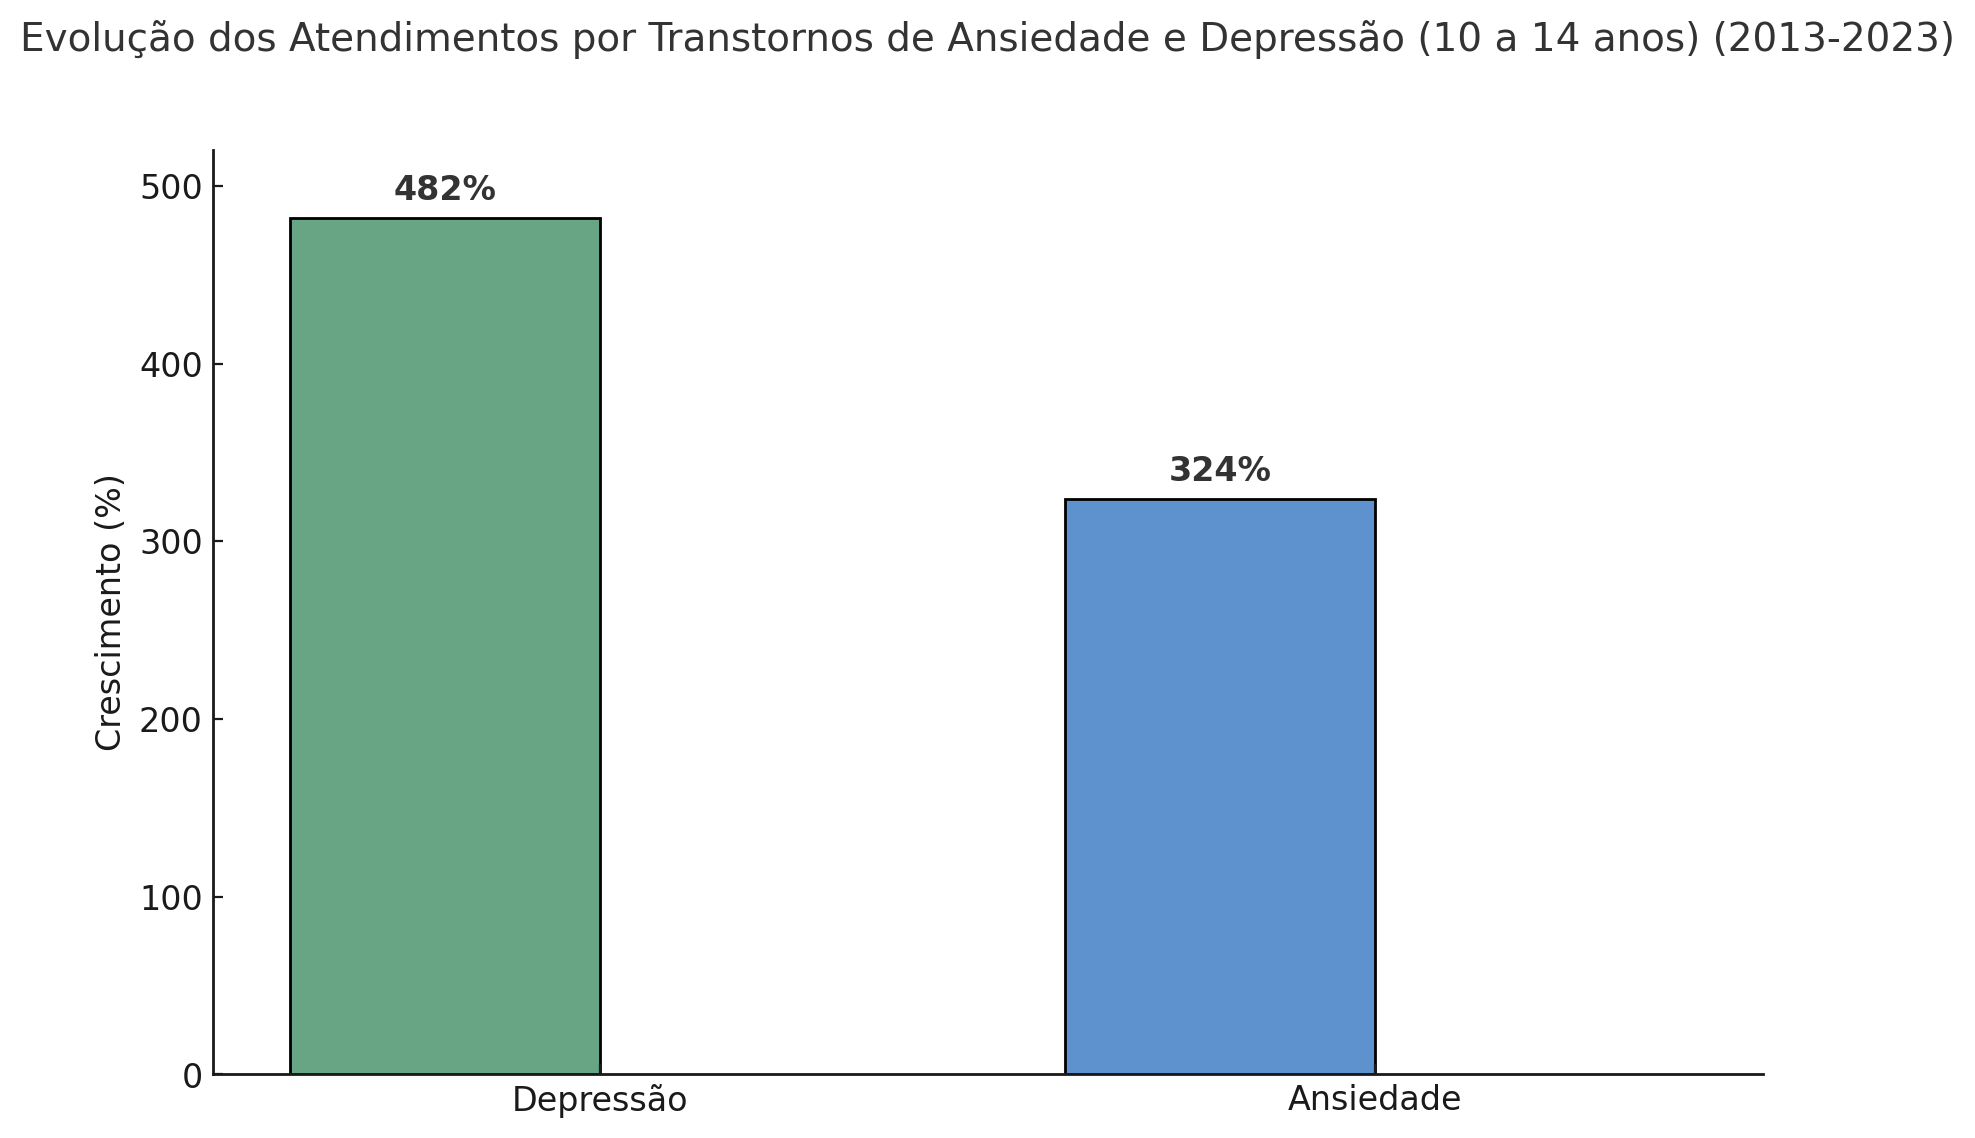 Evolução dos Atendimentos por Transtornos de Ansiedade e Depressão (10 a 14 anos) (2013-2023)
500
482%
400
324%
Crescimento (%)
300
200
100
0
Depressão
Ansiedade